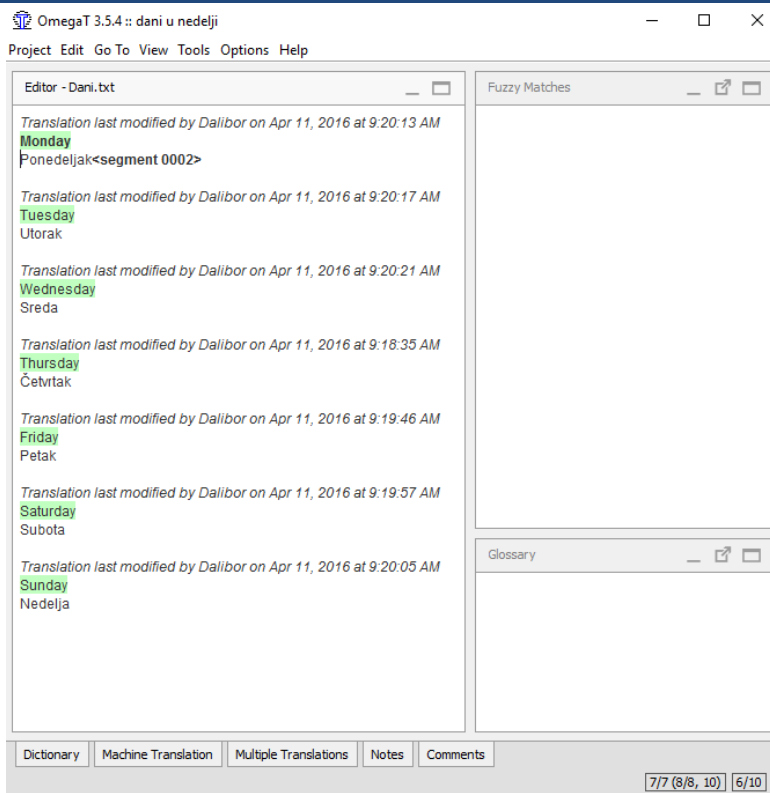 OmegaT 3.5.4 :: dani u nedelji
Project Edit Go To View Tools Options Help
Editor - Dani.txt
Translation last modified by Dalibor on Apr 11, 2016 at 9:20:13 AM
Monday
Ponedeljak<segment 0002>
Translation last modified by Dalibor on Apr 11, 2016 at 9:20:17 AM
Tuesday
Utorak
Translation last modified by Dalibor on Apr 11, 2016 at 9:20:21 AM
Wednesday
Sreda
Translation last modified by Dalibor on Apr 11, 2016 at 9:18:35 AM
Thursday
Četvrtak
Translation last modified by Dalibor on Apr 11, 2016 at 9:19:46 AM
Friday
Petak
Translation last modified by Dalibor on Apr 11, 2016 at 9:19:57 AM
Saturday
Subota
Translation last modified by Dalibor on Apr 11, 2016 at 9:20:05 AM
Sunday
Nedelja
Fuzzy Matches
Glossary
Dictionary Machine Translation Multiple Translations Notes Comments
7/7 (8/8, 10) 6/10